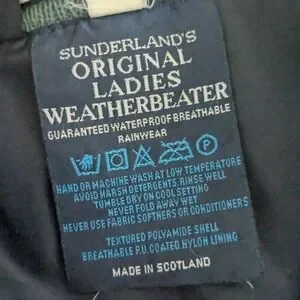 SUNDERLAND'S
ORIGINAL
LADIES
WEATHERBEATER
GUARANTEED WATERPROOF BREATHABLE
RAINWEAR
HAND OR MACHINE WASH AT LOW TEMPERATURE
AVOID HARSH DETERGENTS, RINSE WELL
TUMBLE DRY ON COOL SETTING
NEVER FOLD AWAY WET
NEVER USE FABRIC SOFTNERS OR CONDITIONERS
TEXTURED POLYAMIDE SHELL
BREATHABLE P.U. COATED NYLON LINING
MADE IN SCOTLAND